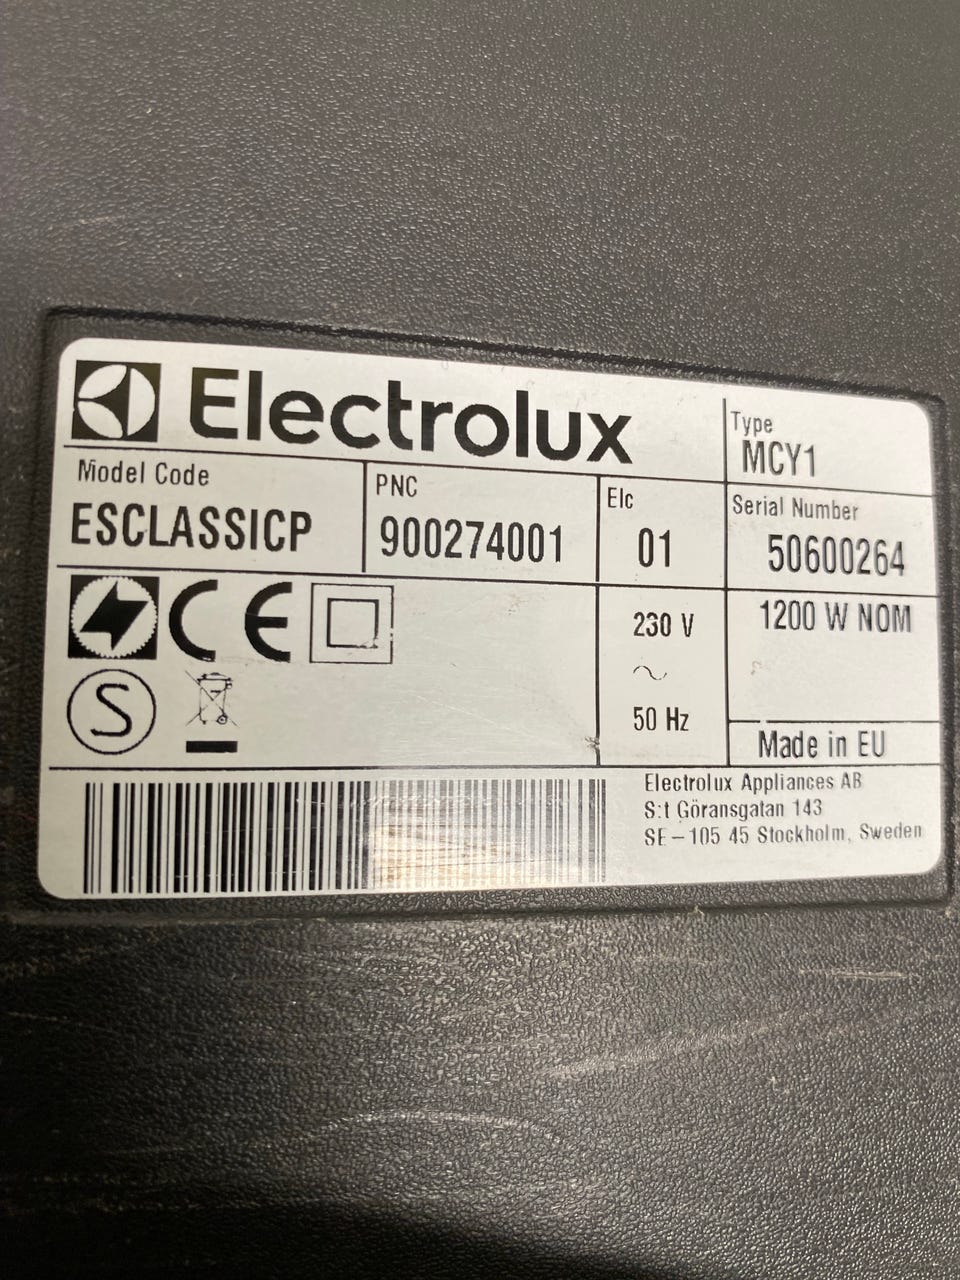 Electrolux
Type
MCY1
Model Code
ESCLASSICP
PNC
900274001
Elc
01
Serial Number
50600264
CE
S
230 V
~
50 Hz
1200 W NOM
Made in EU
Electrolux Appliances AB
S:t Göransgatan 143
SE-105 45 Stockholm, Sweden